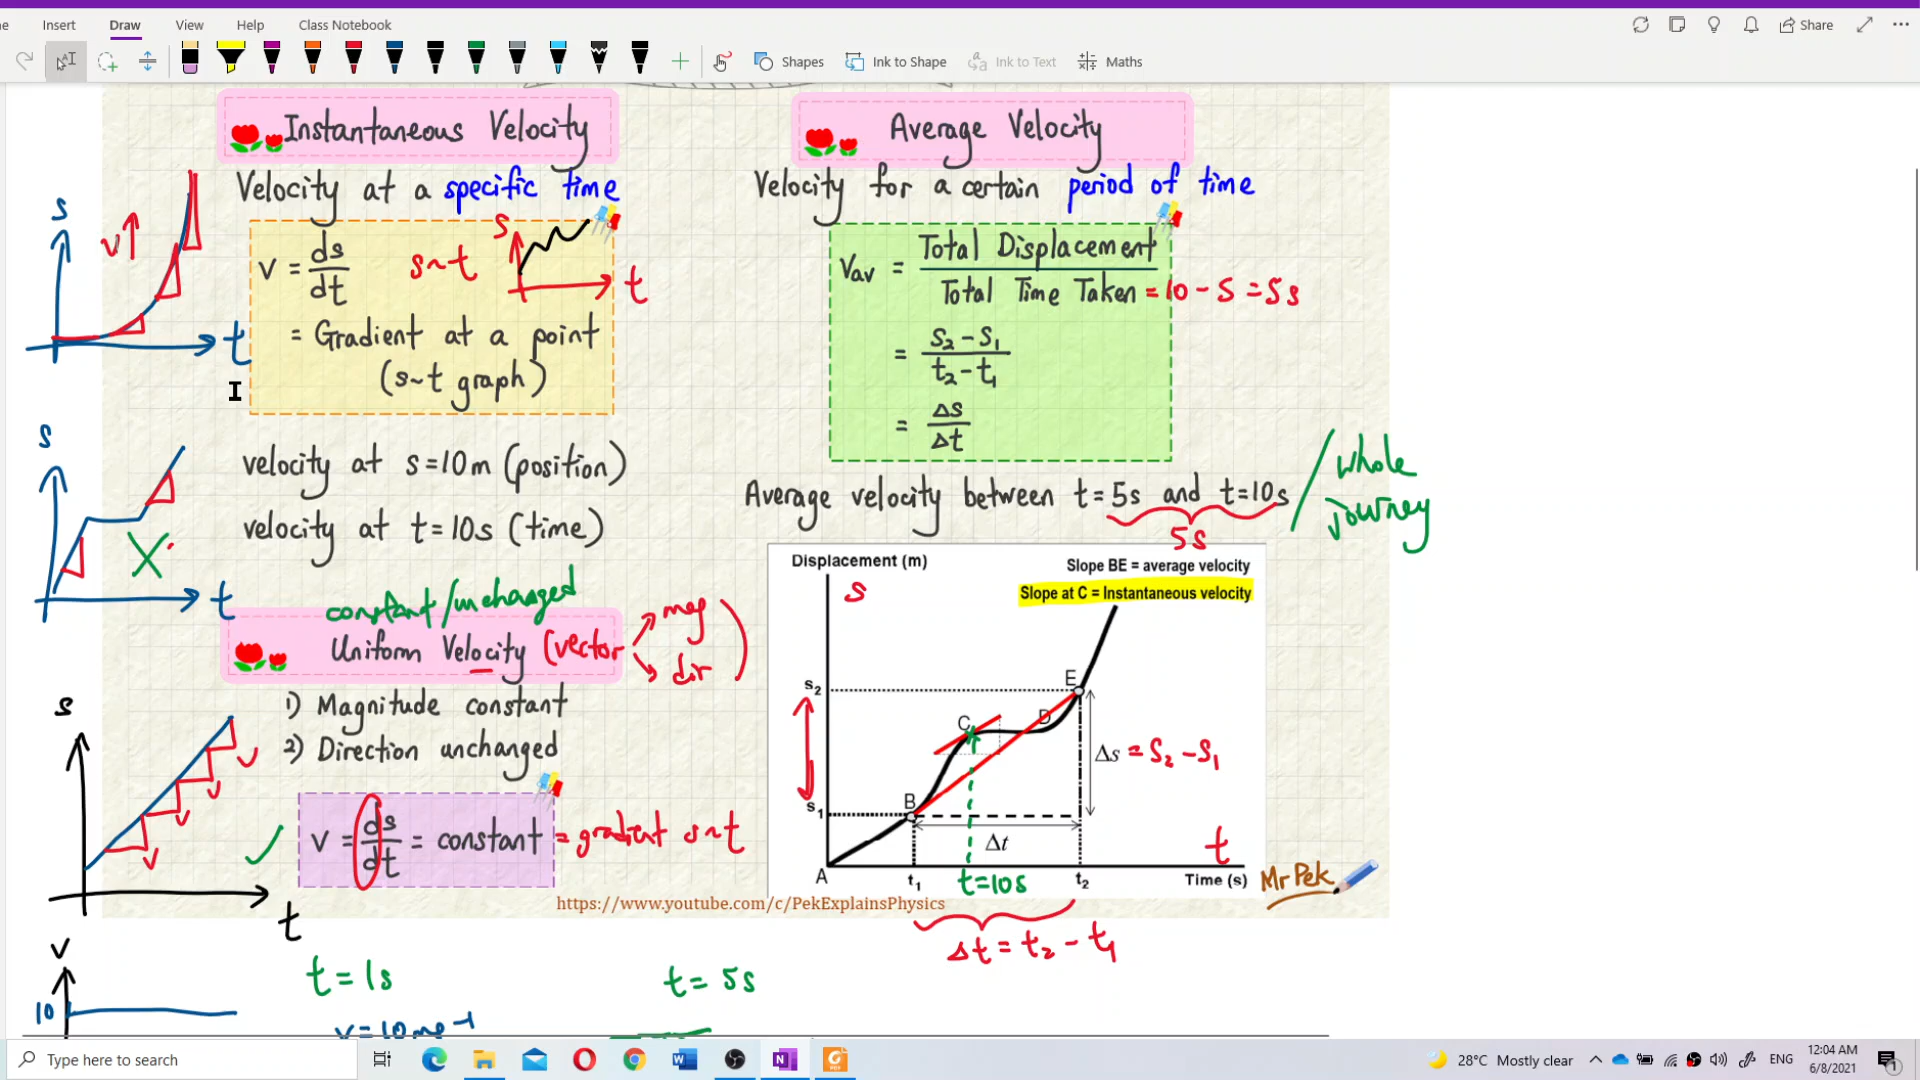 Insert Draw View Help Class Notebook Share
Shapes Ink to Shape Ink to Text Maths
Instantaneous Velocity
Velocity at a specific time
s
v↑
t
v = ds/dt
s~t
s
t
= Gradient at a point
(s~t graph)
velocity at s=10m (position)
velocity at t=10s (time)
s
X
t
constant/unchanged
Uniform Velocity (vector → mag
→ dir )
1) Magnitude constant
2) Direction unchanged
v = ds/dt = constant = gradient s~t
s
t
https://www.youtube.com/c/PekExplainsPhysics
v
10
t = 1s
v = 10ms⁻¹
t = 5s
Average Velocity
Velocity for a certain period of time
Vav = Total Displacement
Total Time Taken = 10 - 5 = 5s
= S₂ - S₁
t₂ - t₁
= Δs
Δt
Average velocity between t=5s and t=10s / whole journey
5s
Displacement (m)
s
Slope BE = average velocity
Slope at C = Instantaneous velocity
E
s₂
C
D
Δs = S₂ - S₁
B
s₁
Δt
t
A
t₁
t=10s
t₂
Time (s)
Mr Pek
Δt = t₂ - t₁
Type here to search
28°C Mostly clear
ENG
12:04 AM
6/8/2021
1